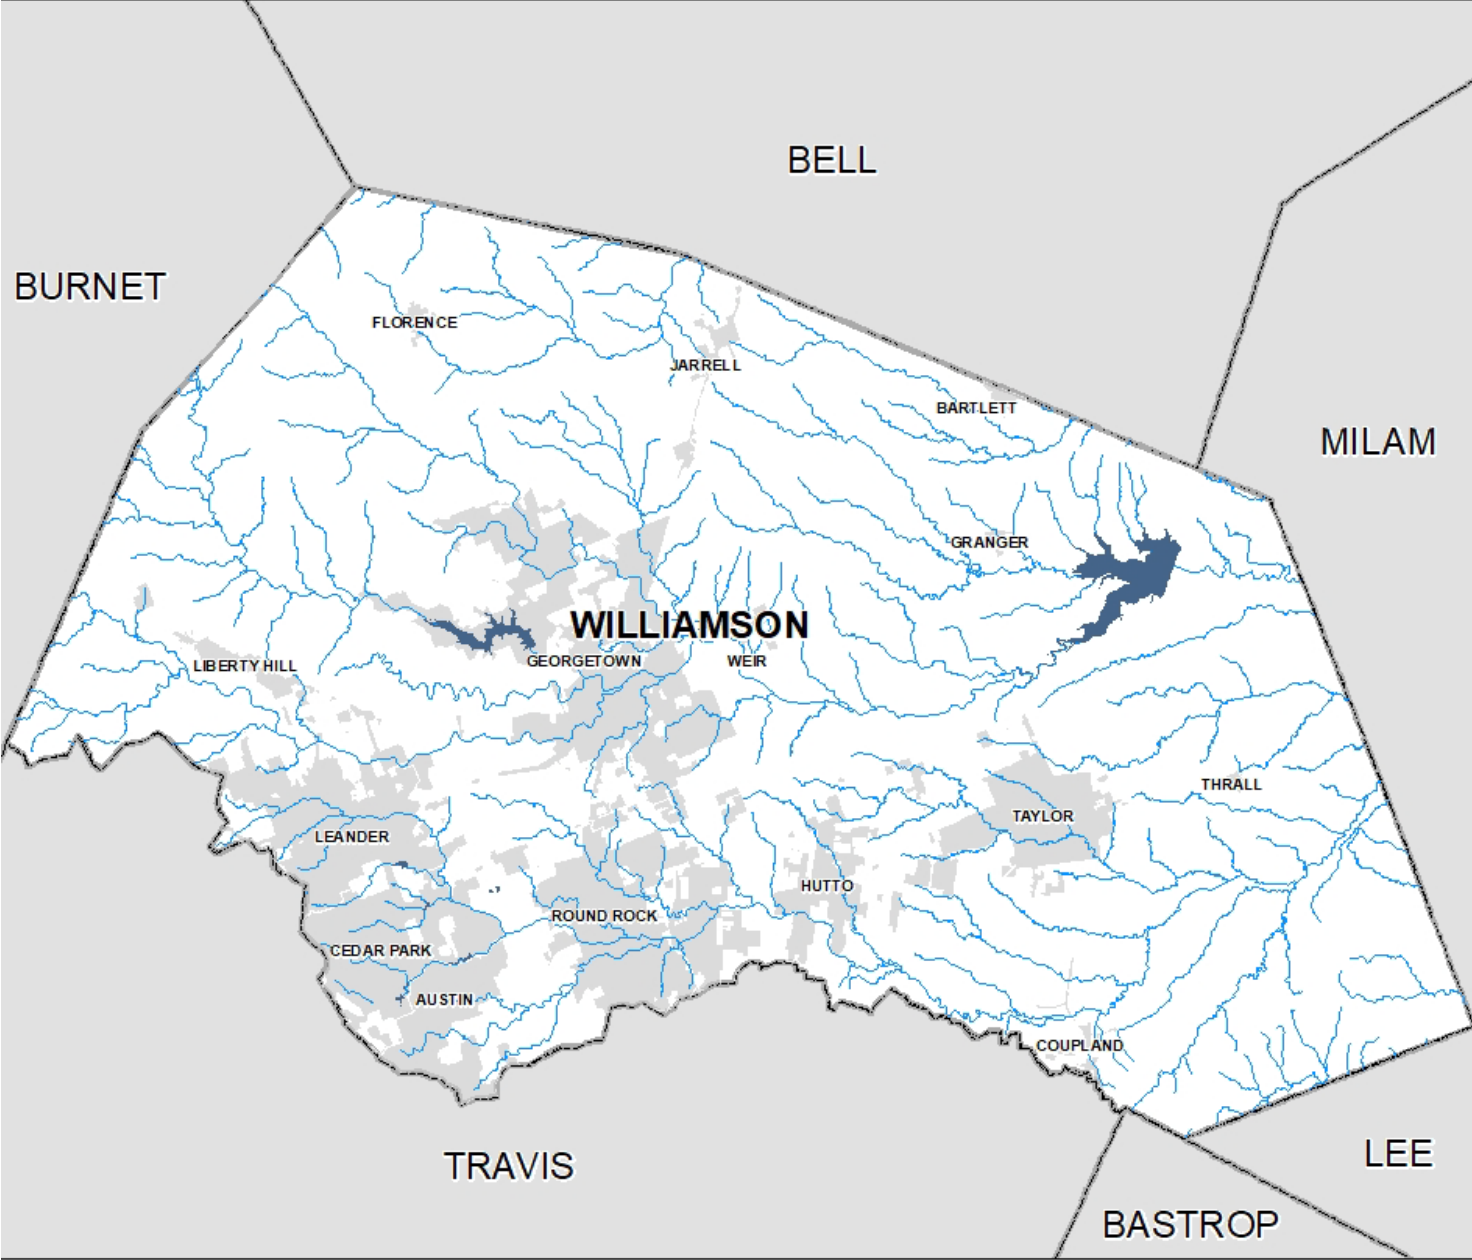 BELL
BURNET
FLORENCE
JARRELL
BARTLETT
MILAM
GRANGER
WILLIAMSON
GEORGETOWN
WEIR
LIBERTY HILL
THRALL
TAYLOR
LEANDER
HUTTO
ROUND ROCK
CEDAR PARK
AUSTIN
COUPLAND
LEE
TRAVIS
BASTROP